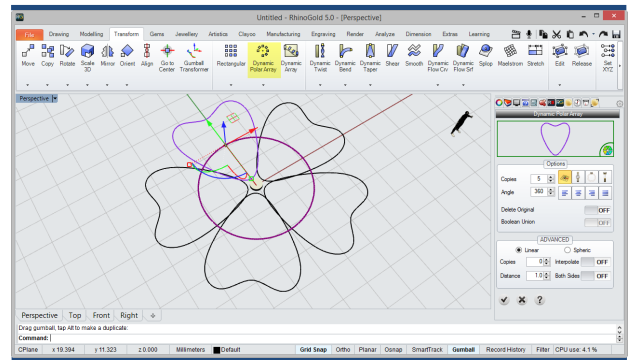 Untitled - RhinoGold 5.0 - [Perspective]
File Drawing Modelling Transform Gems Jewellery Artistics Clayoo Manufacturing Engraving Render Analyze Dimension Extras Learning
Move Copy Rotate Scale 3D Mirror Orient Align Go to Center Gumball Transformer Rectangular Dynamic Polar Array Dynamic Array Dynamic Twist Dynamic Bend Dynamic Taper Shear Smooth Dynamic Flow Crv Dynamic Flow Srf Splop Maelstrom Stretch Edit Release Set XYZ
Perspective
Dynamic Polar Array
Options
Copies 5
Angle 360
Delete Original OFF
Boolean Union OFF
ADVANCED
Linear Spheric
Copies 0 Interpolate OFF
Distance 1.0 Both Sides OFF
Perspective Top Front Right
Drag gumball, tap Alt to make a duplicate:
Command:
CPlane x 19.394 y 11.323 z 0.000 Millimeters Default Grid Snap Ortho Planar Osnap SmartTrack Gumball Record History Filter CPU use: 4.1 %